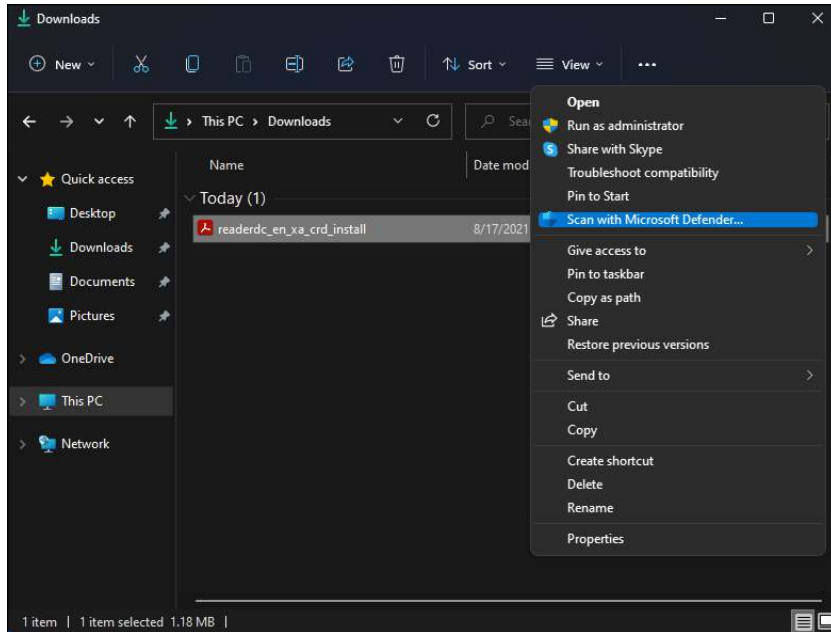 Downloads
New
Sort
View
This PC
Downloads
Sea
Quick access
Desktop
Downloads
Documents
Pictures
OneDrive
This PC
Network
Name
Date mod
Today (1)
readerdc_en_xa_crd_install
8/17/2021
Open
Run as administrator
Share with Skype
Troubleshoot compatibility
Pin to Start
Scan with Microsoft Defender...
Give access to
Pin to taskbar
Copy as path
Share
Restore previous versions
Send to
Cut
Copy
Create shortcut
Delete
Rename
Properties
1 item | 1 item selected 1.18 MB |